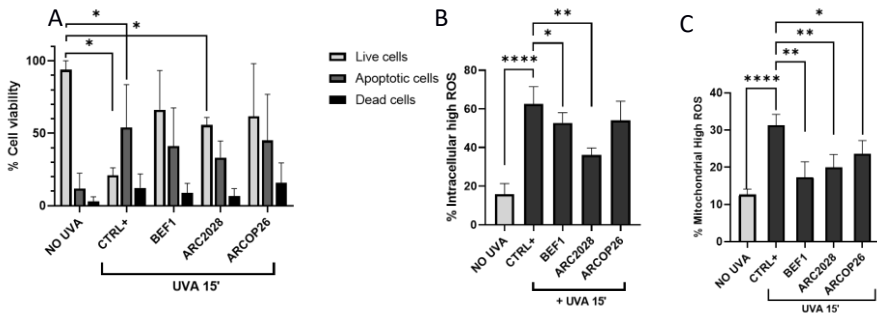 A
*
*
*
% Cell viability
100
50
0
NO UVA
CTRL+
BEF1
ARC2028
ARCOP26
UVA 15'
Live cells
Apoptotic cells
Dead cells
B
**
*
****
% Intracellular high ROS
100
80
60
40
20
0
NO UVA
CTRL+
BEF1
ARC2028
ARCOP26
+ UVA 15'
C
*
**
**
****
% Mitochondrial High ROS
40
30
20
10
0
NO UVA
CTRL+
BEF1
ARC2028
ARCOP26
UVA 15'